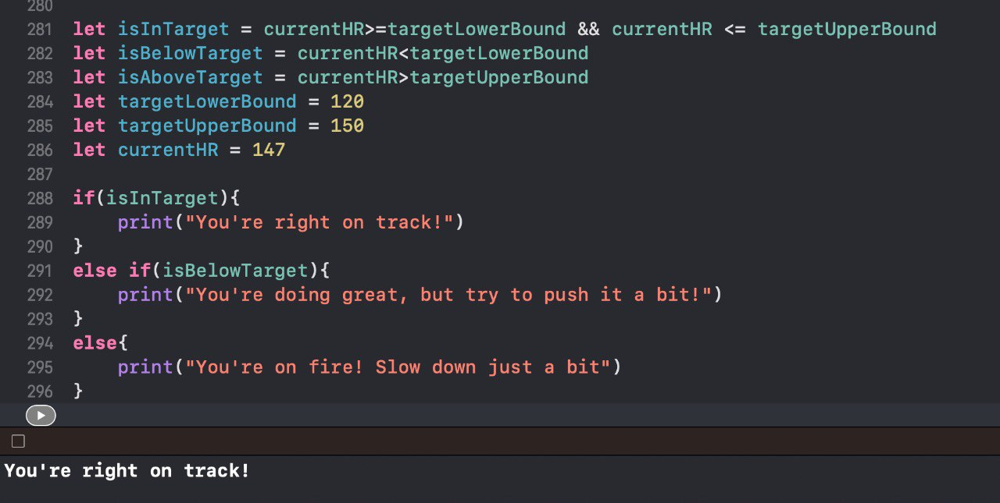 280
281 let isInTarget = currentHR>=targetLowerBound && currentHR <= targetUpperBound
282 let isBelowTarget = currentHR<targetLowerBound
283 let isAboveTarget = currentHR>targetUpperBound
284 let targetLowerBound = 120
285 let targetUpperBound = 150
286 let currentHR = 147
287
288 if(isInTarget){
289     print("You're right on track!")
290 }
291 else if(isBelowTarget){
292     print("You're doing great, but try to push it a bit!")
293 }
294 else{
295     print("You're on fire! Slow down just a bit")
296 }
You're right on track!